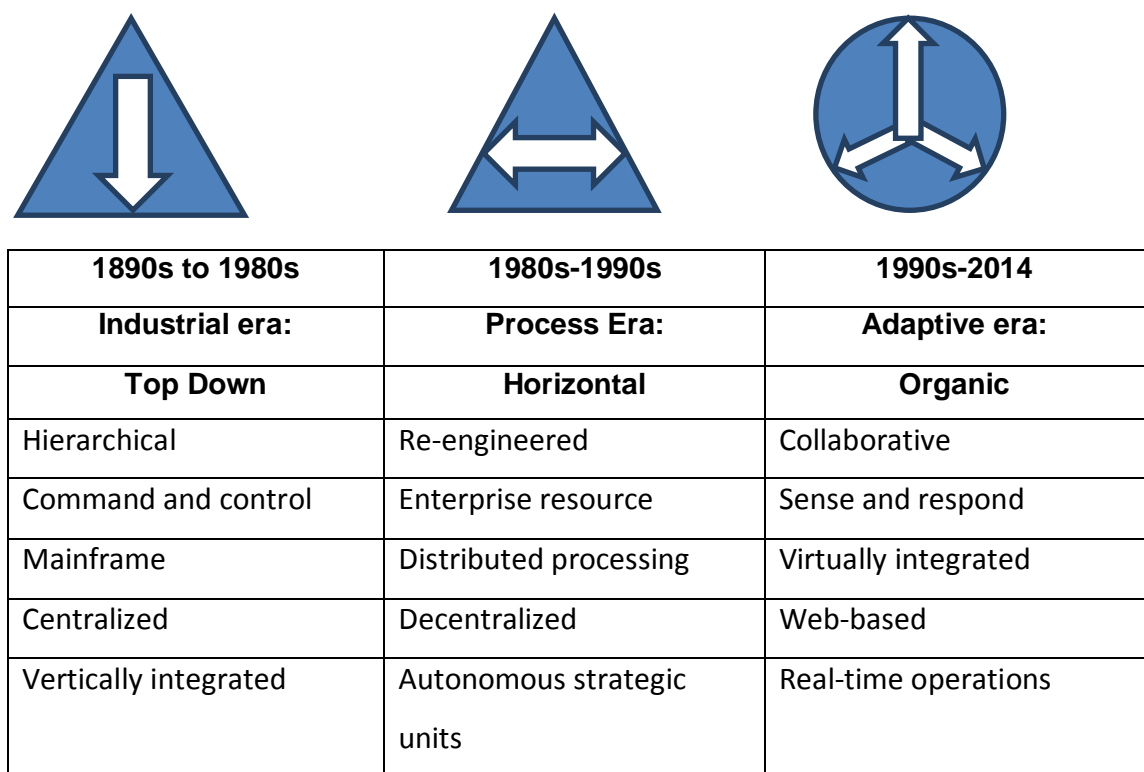 1890s to 1980s
1980s-1990s
1990s-2014
Industrial era:
Process Era:
Adaptive era:
Top Down
Horizontal
Organic
Hierarchical
Re-engineered
Collaborative
Command and control
Enterprise resource
Sense and respond
Mainframe
Distributed processing
Virtually integrated
Centralized
Decentralized
Web-based
Vertically integrated
Autonomous strategic
units
Real-time operations